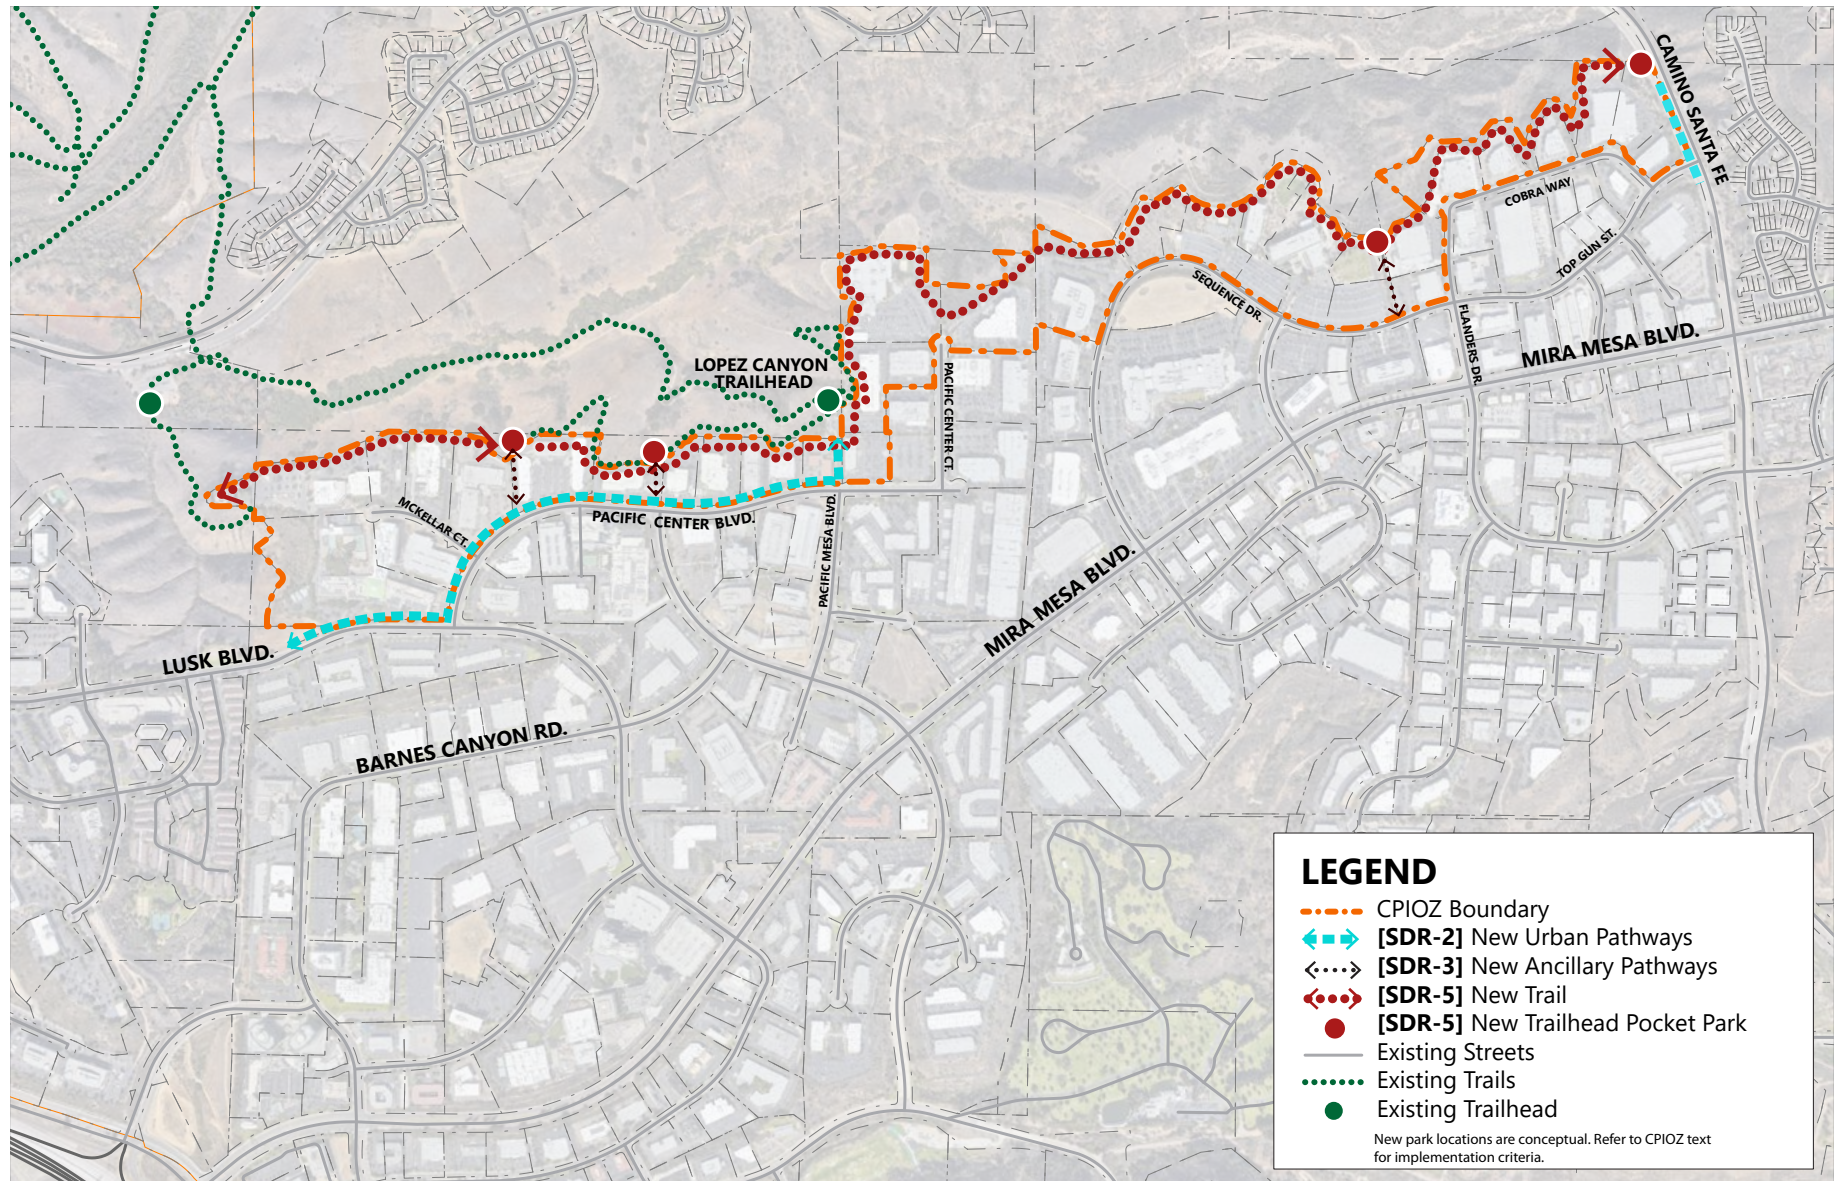 CAMINO SANTA FE
COBRA WAY
TOP GUN ST.
SEQUENCE DR.
FLANDERS DR.
MIRA MESA BLVD.
LOPEZ CANYON
TRAILHEAD
PACIFIC CENTER CT.
MCKELLAR CT.
PACIFIC CENTER BLVD.
PACIFIC MESA BLVD.
MIRA MESA BLVD.
LUSK BLVD.
BARNES CANYON RD.
LEGEND
CPIOZ Boundary
[SDR-2] New Urban Pathways
[SDR-3] New Ancillary Pathways
[SDR-5] New Trail
[SDR-5] New Trailhead Pocket Park
Existing Streets
Existing Trails
Existing Trailhead
New park locations are conceptual. Refer to CPIOZ text
for implementation criteria.